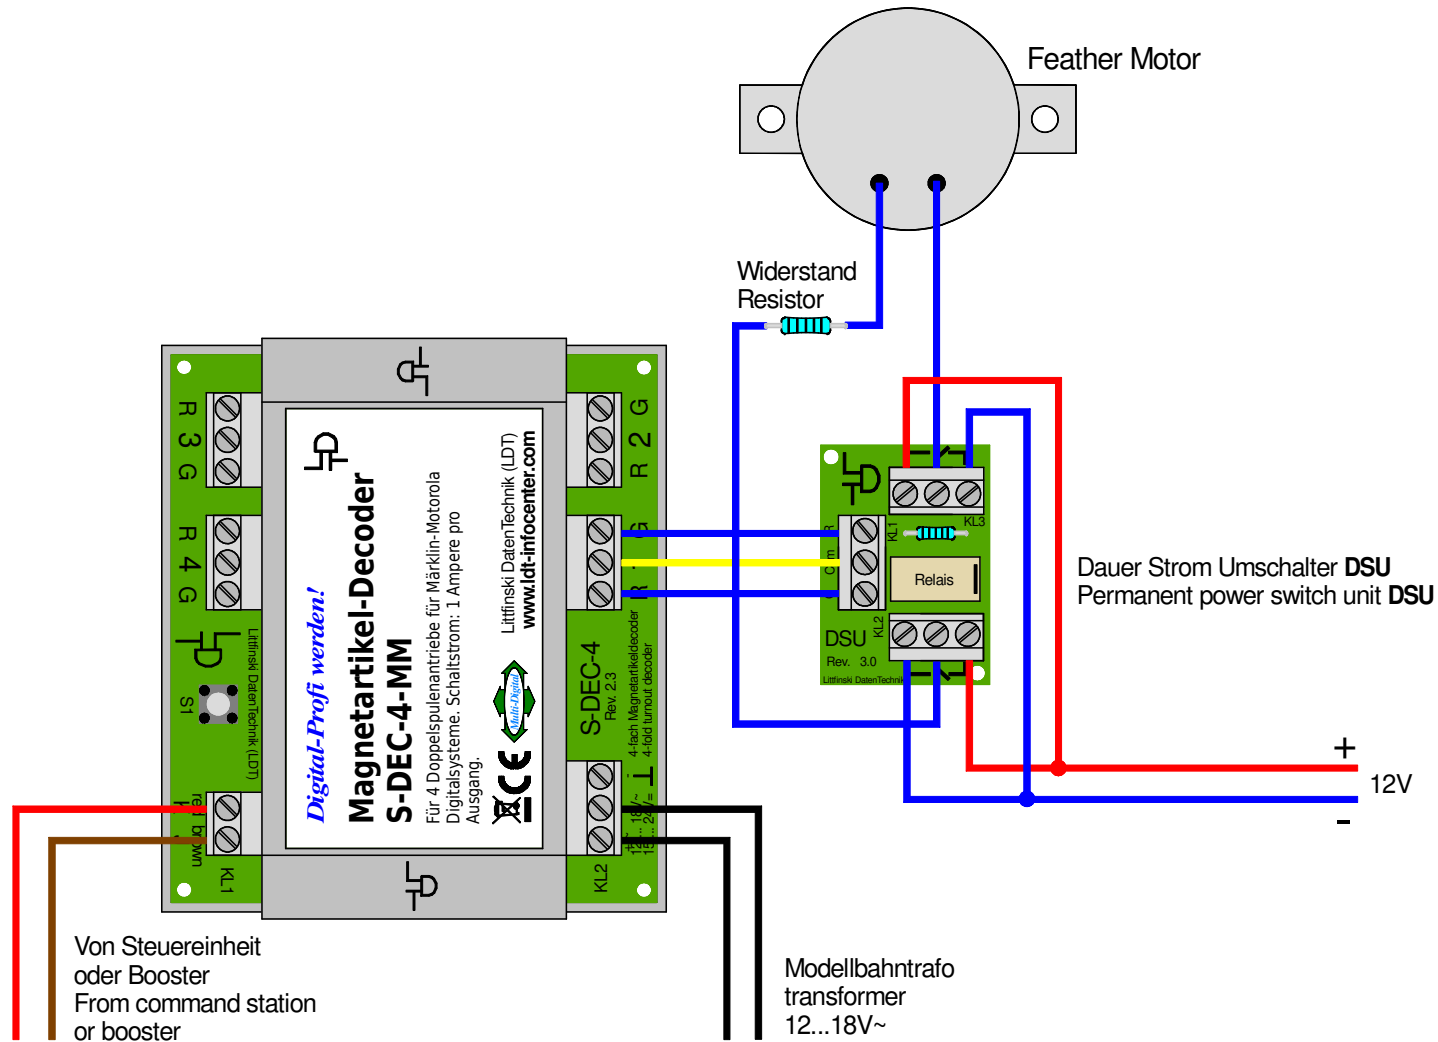 Feather Motor
Widerstand
Resistor
R 3 G
R 4 G
G 2 R
Digital-Profi werden!
Magnetartikel-Decoder
S-DEC-4-MM
Für 4 Doppelspulenantriebe für Märklin-Motorola
Digitalsysteme. Schaltstrom: 1 Ampere pro
Ausgang.
Littfinski DatenTechnik (LDT)
www.ldt-infocenter.com
Multi-Digital
CE
Littfinski DatenTechnik (LDT)
S1
red
brown
KL1
S-DEC-4
Rev. 2.3
4-fach Magnetartikeldecoder
4-fold turnout decoder
KL2
KL1
KL3
Relais
KL2
DSU
Rev. 3.0
Littfinski DatenTechnik
Dauer Strom Umschalter DSU
Permanent power switch unit DSU
+
12V
-
Von Steuereinheit
oder Booster
From command station
or booster
Modellbahntrafo
transformer
12...18V~